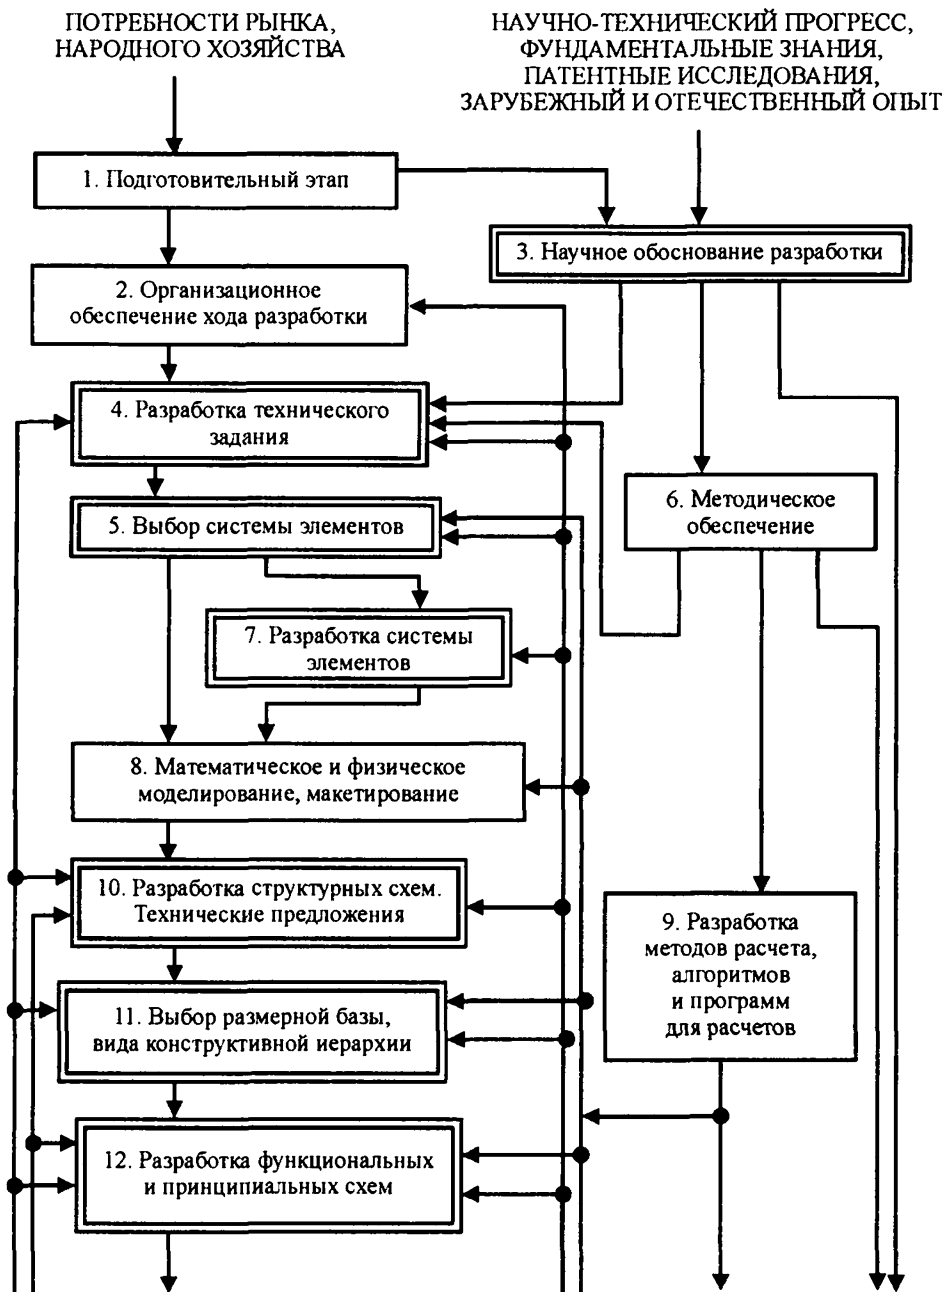 ПОТРЕБНОСТИ РЫНКА,
НАРОДНОГО ХОЗЯЙСТВА
НАУЧНО-ТЕХНИЧЕСКИЙ ПРОГРЕСС,
ФУНДАМЕНТАЛЬНЫЕ ЗНАНИЯ,
ПАТЕНТНЫЕ ИССЛЕДОВАНИЯ,
ЗАРУБЕЖНЫЙ И ОТЕЧЕСТВЕННЫЙ ОПЫТ
1. Подготовительный этап
3. Научное обоснование разработки
2. Организационное
обеспечение хода разработки
4. Разработка технического
задания
6. Методическое
обеспечение
5. Выбор системы элементов
7. Разработка системы
элементов
8. Математическое и физическое
моделирование, макетирование
10. Разработка структурных схем.
Технические предложения
9. Разработка
методов расчета,
алгоритмов
и программ
для расчетов
11. Выбор размерной базы,
вида конструктивной иерархии
12. Разработка функциональных
и принципиальных схем